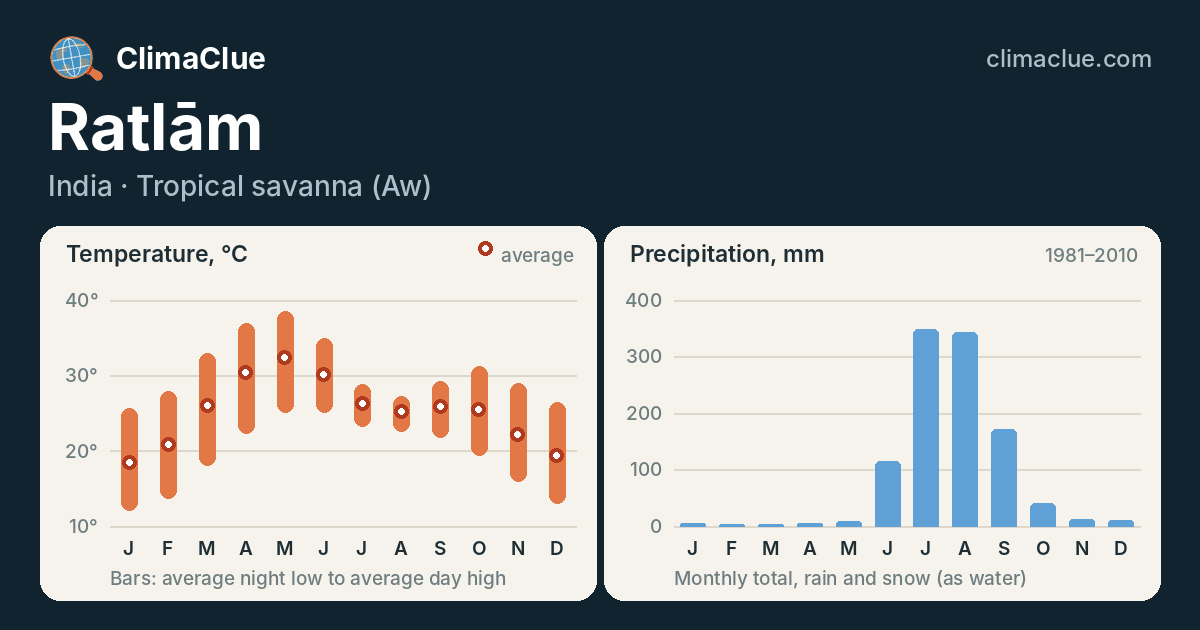 ClimaClue
climaclue.com
Ratlām
India · Tropical savanna (Aw)
Temperature, °C
average
40°
30°
20°
10°
J F M A M J J A S O N D
Bars: average night low to average day high
Precipitation, mm
1981–2010
400
300
200
100
0
J F M A M J J A S O N D
Monthly total, rain and snow (as water)